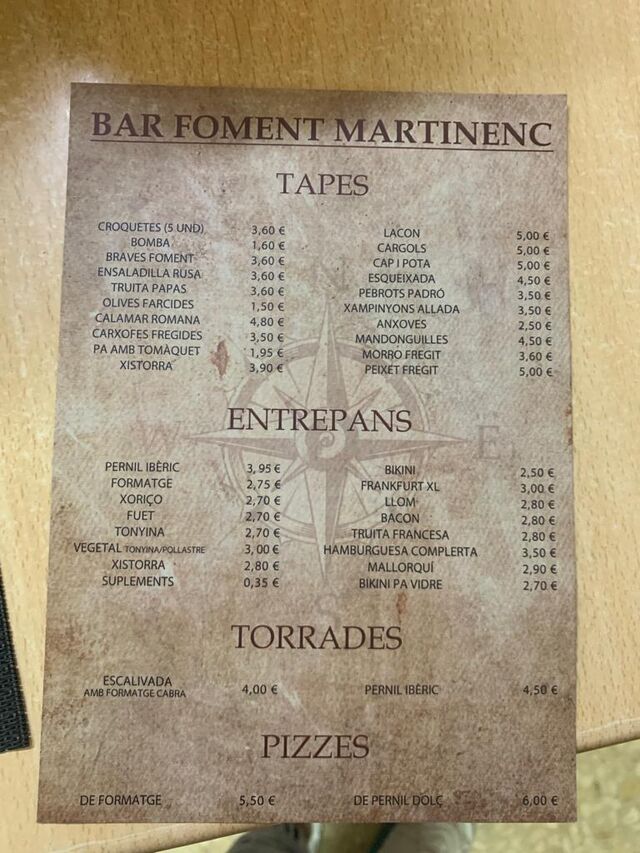 BAR FOMENT MARTINENC
TAPES
CROQUETES (5 UND) 3,60 €
BOMBA 1,60 €
BRAVES FOMENT 3,60 €
ENSALADILLA RUSA 3,60 €
TRUITA PAPAS 3,60 €
OLIVES FARCIDES 1,50 €
CALAMAR ROMANA 4,80 €
CARXOFES FREGIDES 3,50 €
PA AMB TOMÀQUET 1,95 €
XISTORRA 3,90 €
LACON 5,00 €
CARGOLS 5,00 €
CAP I POTA 5,00 €
ESQUEIXADA 4,50 €
PEBROTS PADRÓ 3,50 €
XAMPINYONS ALLADA 3,50 €
ANXOVES 2,50 €
MANDONGUILLES 4,50 €
MORRO FREGIT 3,60 €
PEIXET FREGIT 5,00 €
ENTREPANS
PERNIL IBÈRIC 3,95 €
FORMATGE 2,75 €
XORIÇO 2,70 €
FUET 2,70 €
TONYINA 2,70 €
VEGETAL TONYINA/POLLASTRE 3,00 €
XISTORRA 2,80 €
SUPLEMENTS 0,35 €
BIKINI 2,50 €
FRANKFURT XL 3,00 €
LLOM 2,80 €
BACON 2,80 €
TRUITA FRANCESA 2,80 €
HAMBURGUESA COMPLERTA 3,50 €
MALLORQUÍ 2,90 €
BIKINI PA VIDRE 2,70 €
W
E
S
TORRADES
ESCALIVADA
AMB FORMATGE CABRA 4,00 €
PERNIL IBÈRIC 4,50 €
PIZZES
DE FORMATGE 5,50 €
DE PERNIL DOLÇ 6,00 €